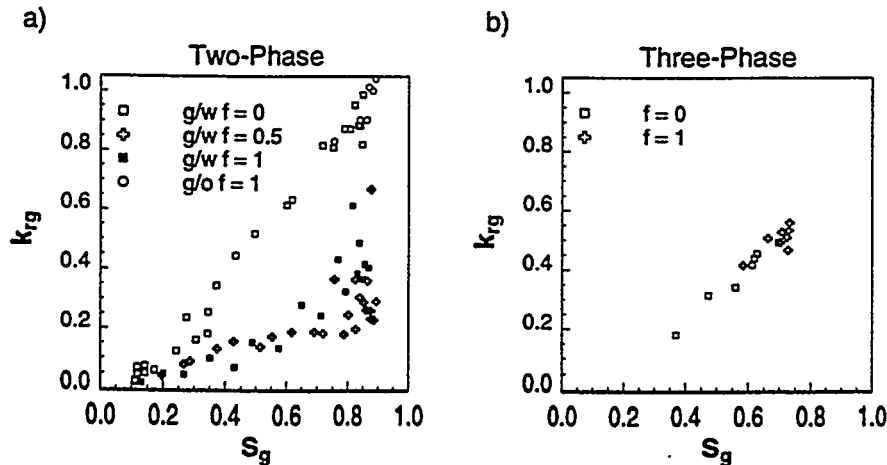 a)
Two-Phase
g/w f = 0
g/w f = 0.5
g/w f = 1
g/o f = 1
1.0
0.8
0.6
0.4
0.2
0.0
krg
0.0 0.2 0.4 0.6 0.8 1.0
Sg
b)
Three-Phase
f = 0
f = 1
1.0
0.8
0.6
0.4
0.2
0.0
krg
0.0 0.2 0.4 0.6 0.8 1.0
Sg